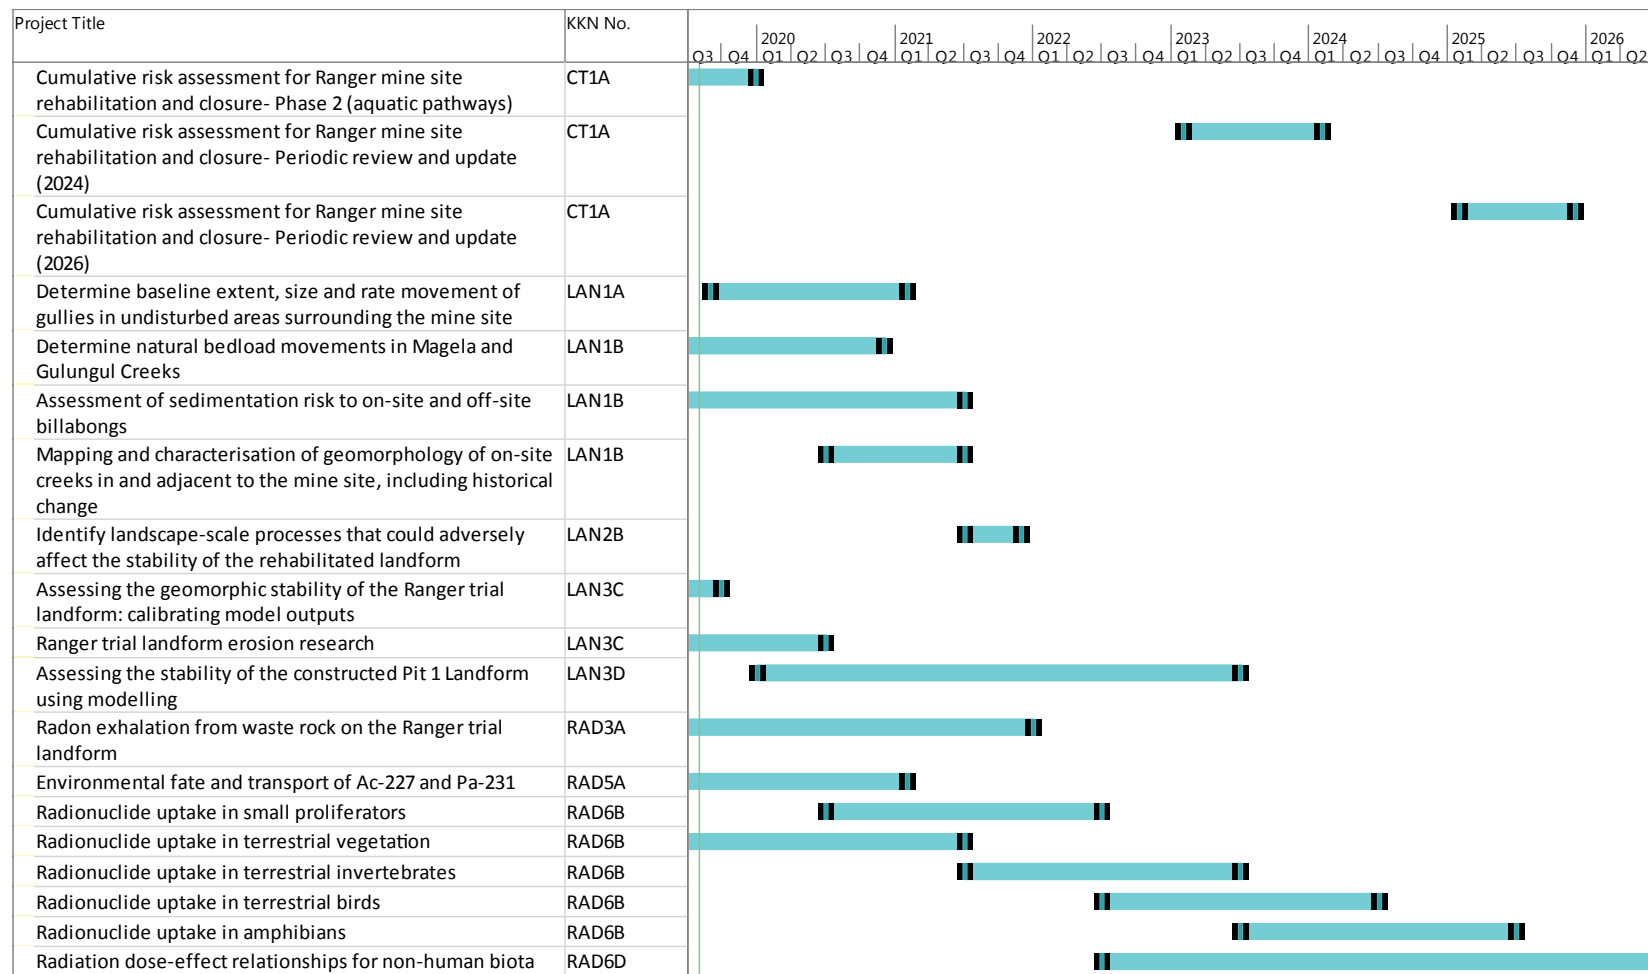 Project Title KKN No.
2020 2021 2022 2023 2024 2025 2026
Q3 Q4 Q1 Q2 Q3 Q4 Q1 Q2 Q3 Q4 Q1 Q2 Q3 Q4 Q1 Q2 Q3 Q4 Q1 Q2 Q3 Q4 Q1 Q2 Q3 Q4 Q1 Q2
Cumulative risk assessment for Ranger mine site CT1A
rehabilitation and closure- Phase 2 (aquatic pathways)
Cumulative risk assessment for Ranger mine site CT1A
rehabilitation and closure- Periodic review and update
(2024)
Cumulative risk assessment for Ranger mine site CT1A
rehabilitation and closure- Periodic review and update
(2026)
Determine baseline extent, size and rate movement of LAN1A
gullies in undisturbed areas surrounding the mine site
Determine natural bedload movements in Magela and LAN1B
Gulungul Creeks
Assessment of sedimentation risk to on-site and off-site LAN1B
billabongs
Mapping and characterisation of geomorphology of on-site LAN1B
creeks in and adjacent to the mine site, including historical
change
Identify landscape-scale processes that could adversely LAN2B
affect the stability of the rehabilitated landform
Assessing the geomorphic stability of the Ranger trial LAN3C
landform: calibrating model outputs
Ranger trial landform erosion research LAN3C
Assessing the stability of the constructed Pit 1 Landform LAN3D
using modelling
Radon exhalation from waste rock on the Ranger trial RAD3A
landform
Environmental fate and transport of Ac-227 and Pa-231 RAD5A
Radionuclide uptake in small proliferators RAD6B
Radionuclide uptake in terrestrial vegetation RAD6B
Radionuclide uptake in terrestrial invertebrates RAD6B
Radionuclide uptake in terrestrial birds RAD6B
Radionuclide uptake in amphibians RAD6B
Radiation dose-effect relationships for non-human biota RAD6D